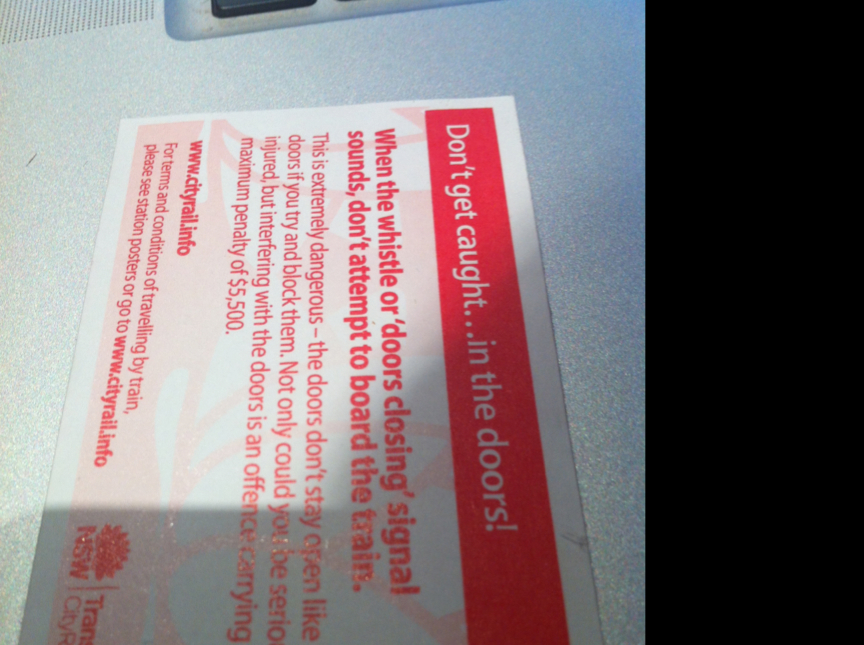 Don't get caught...in the doors!
When the whistle or 'doors closing' signal
sounds, don't attempt to board the train.
This is extremely dangerous – the doors don't stay open like
doors if you try and block them. Not only could you be
injured, but interfering with the doors is an offence carrying
maximum penalty of $5,500.
www.cityrail.info
For terms and conditions of travelling by train,
please see station posters or go to www.cityrail.info
NSW